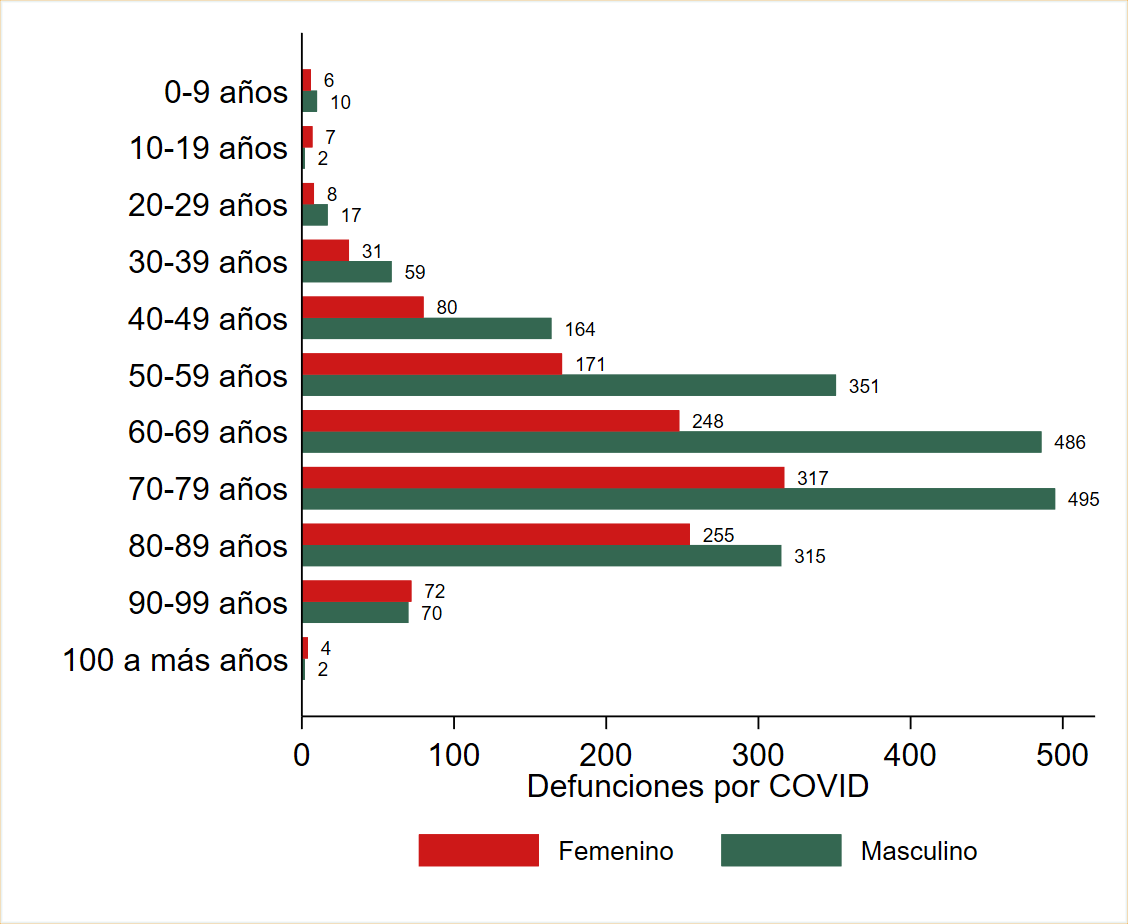 0-9 años
6
10
10-19 años
7
2
20-29 años
8
17
30-39 años
31
59
40-49 años
80
164
50-59 años
171
351
60-69 años
248
486
70-79 años
317
495
80-89 años
255
315
90-99 años
72
70
100 a más años
4
2
0 100 200 300 400 500
Defunciones por COVID
Femenino Masculino